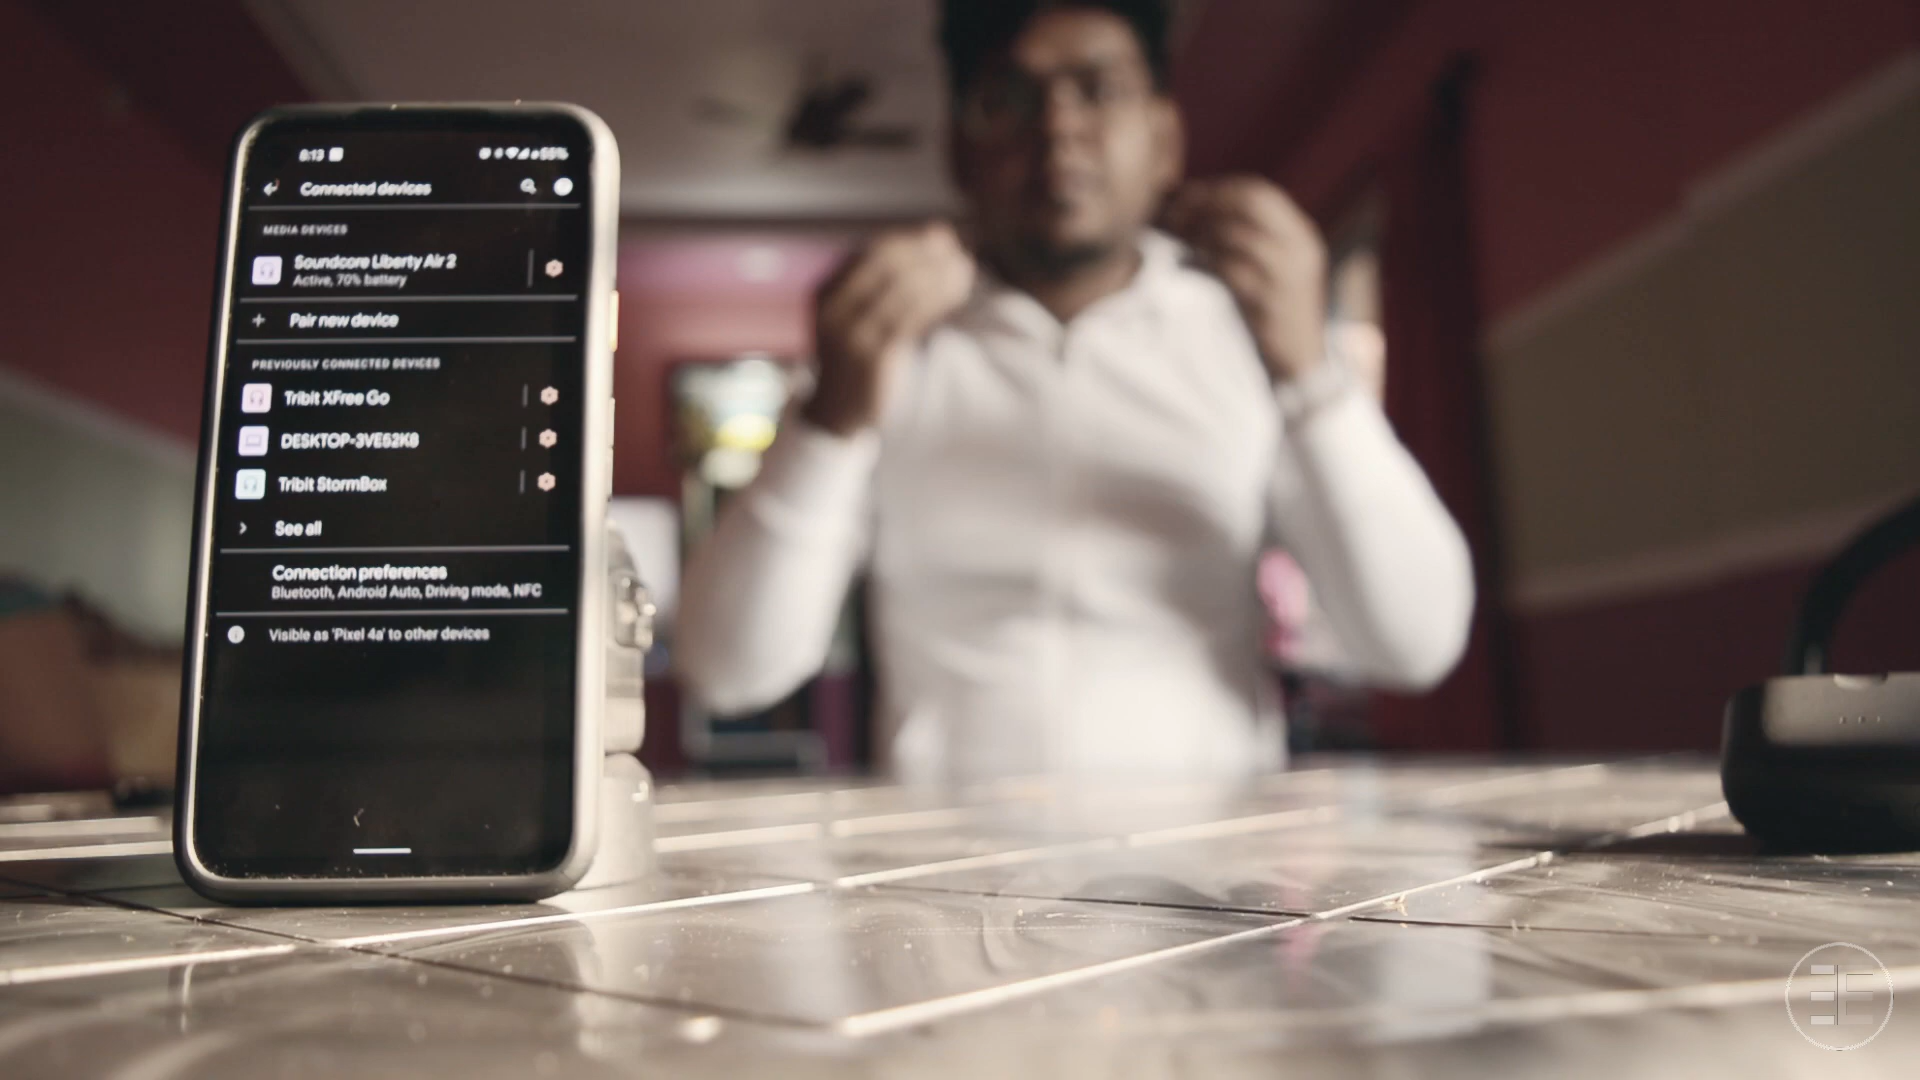 8:13
55%
Connected devices
MEDIA DEVICES
Soundcore Liberty Air 2
Active, 70% battery
Pair new device
PREVIOUSLY CONNECTED DEVICES
Tribit XFree Go
DESKTOP-3VE52K8
Tribit StormBox
See all
Connection preferences
Bluetooth, Android Auto, Driving mode, NFC
Visible as 'Pixel 4a' to other devices